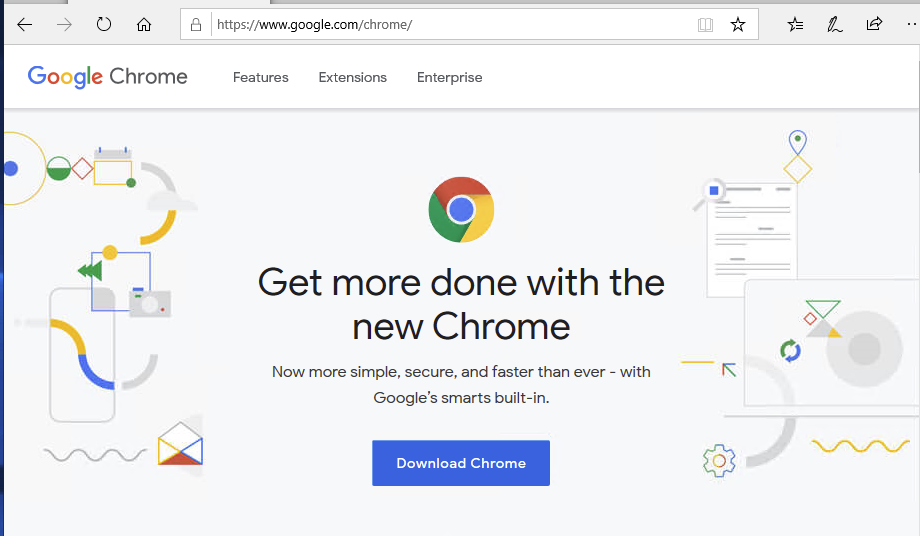 https://www.google.com/chrome/
Google Chrome Features Extensions Enterprise
Get more done with the
new Chrome
Now more simple, secure, and faster than ever - with
Google’s smarts built-in.
Download Chrome